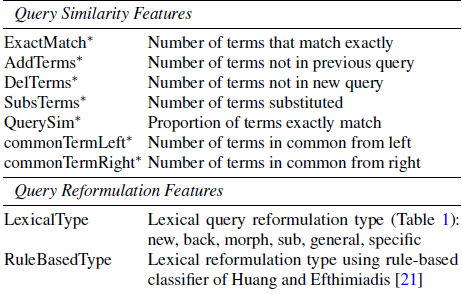 Query Similarity Features
ExactMatch* Number of terms that match exactly
AddTerms* Number of terms not in previous query
DelTerms* Number of terms not in new query
SubsTerms* Number of terms substituted
QuerySim* Proportion of terms exactly match
commonTermLeft* Number of terms in common from left
commonTermRight* Number of terms in common from right
Query Reformulation Features
LexicalType Lexical query reformulation type (Table 1):
new, back, morph, sub, general, specific
RuleBasedType Lexical reformulation type using rule-based
classifier of Huang and Efthimiadis [21]